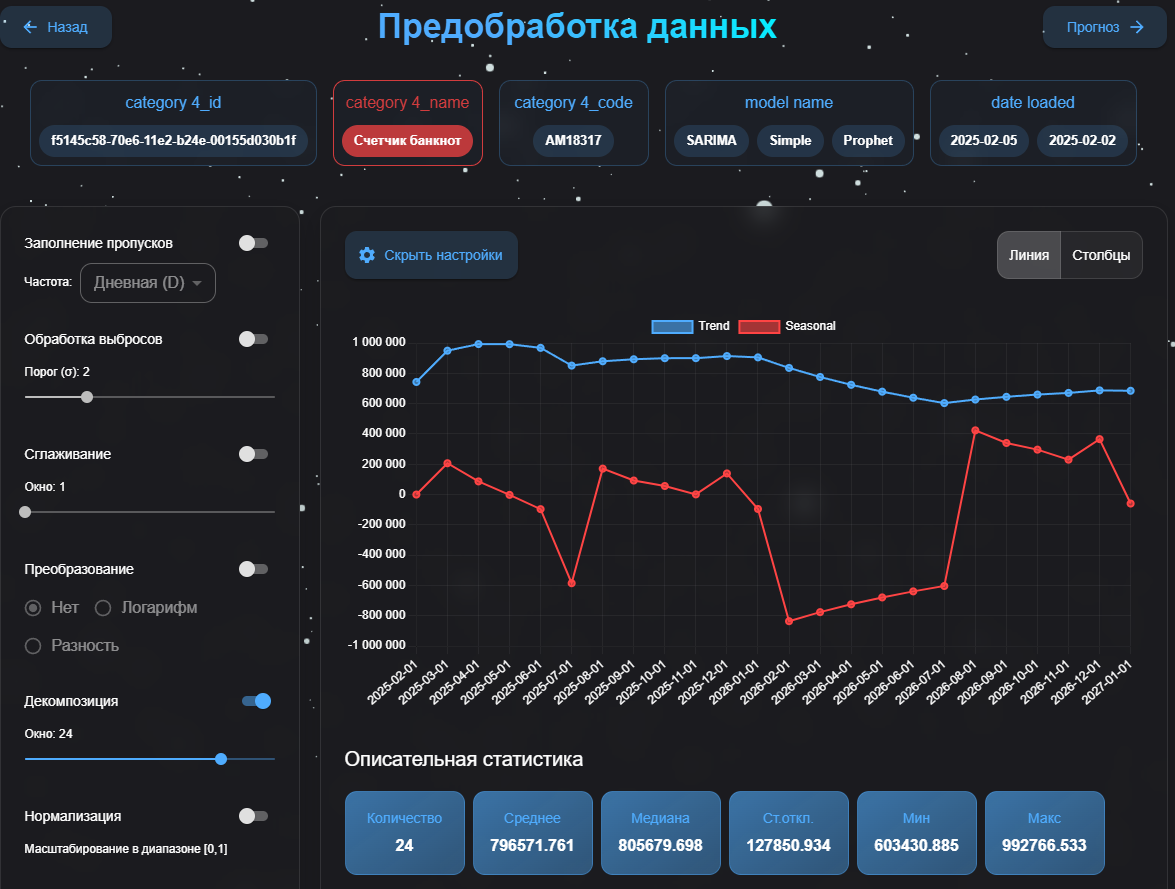 Назад
Предобработка данных
Прогноз
category 4_id
f5145c58-70e6-11e2-b24e-00155d030b1f
category 4_name
Счетчик банкнот
category 4_code
AM18317
model name
SARIMA Simple Prophet
date loaded
2025-02-05 2025-02-02
Заполнение пропусков
Частота: Дневная (D)
Обработка выбросов
Порог (σ): 2
Сглаживание
Окно: 1
Преобразование
Нет Логарифм
Разность
Декомпозиция
Окно: 24
Нормализация
Масштабирование в диапазоне [0,1]
Скрыть настройки
Линия Столбцы
Trend Seasonal
1 000 000
800 000
600 000
400 000
200 000
0
-200 000
-400 000
-600 000
-800 000
-1 000 000
2025-02-01
2025-03-01
2025-04-01
2025-05-01
2025-06-01
2025-07-01
2025-08-01
2025-09-01
2025-10-01
2025-11-01
2025-12-01
2026-01-01
2026-02-01
2026-03-01
2026-04-01
2026-05-01
2026-06-01
2026-07-01
2026-08-01
2026-09-01
2026-10-01
2026-11-01
2026-12-01
2027-01-01
Описательная статистика
Количество
24
Среднее
796571.761
Медиана
805679.698
Ст.откл.
127850.934
Мин
603430.885
Макс
992766.533